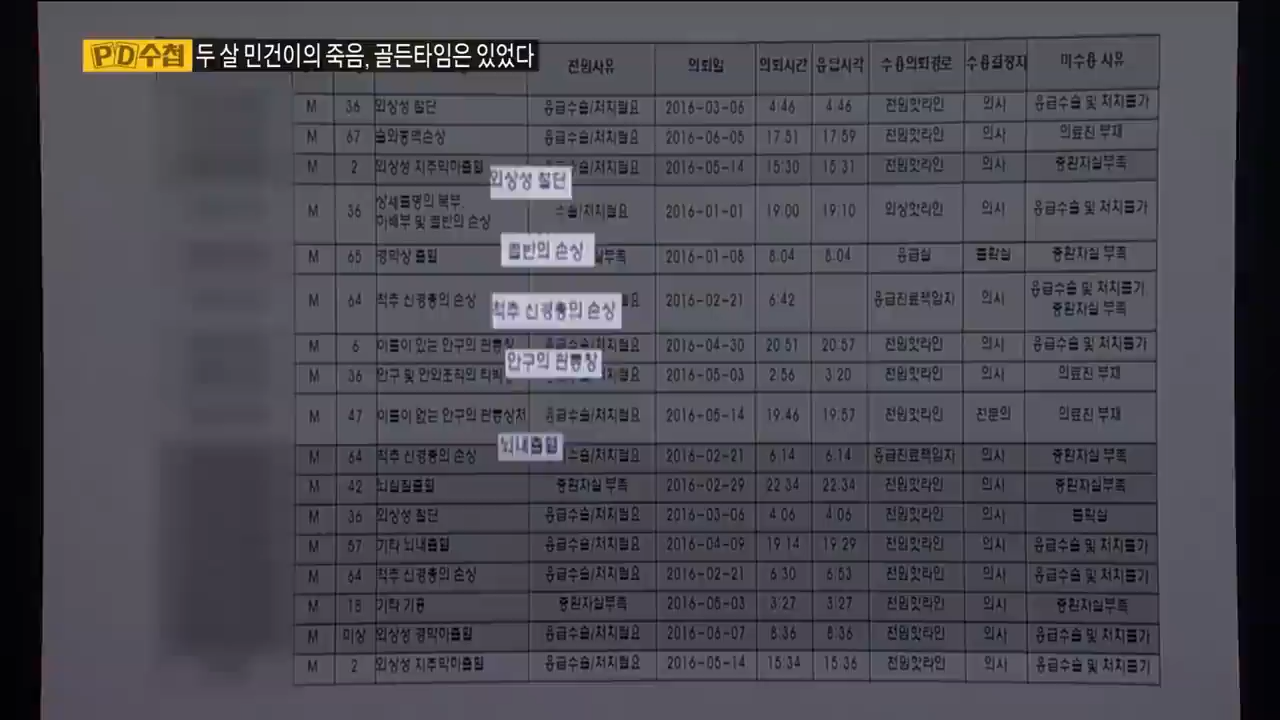 PD수첩 두 살 민건이의 죽음, 골든타임은 있었다
전원사유 의뢰일 의뢰시간 응답시각 수용의뢰경로 수용결정자 미수용 사유
M 36 외상성 절단 응급수술/처치필요 2016-03-06 4:46 4:46 전원핫라인 의사 응급수술 및 처치불가
M 67 슬와동맥손상 응급수술/처치필요 2016-06-05 17:51 17:59 전원핫라인 의사 의료진 부재
M 2 외상성 지주막하출혈 수술/처치필요 2016-05-14 15:30 15:31 전원핫라인 의사 중환자실부족
외상성 절단
M 36 상세불명의 복부, 수술/처치필요 2016-01-01 19:00 19:10 외상핫라인 의사 응급수술 및 처치불가
하배부 및 골반의 손상
골반의 손상
M 65 경막상 출혈 실부족 2016-01-08 8:04 8:04 응급실 불확실 중환자실 부족
M 64 척추 신경총의 손상 2016-02-21 6:42 응급진료책임자 의사 응급수술 및 처치불가
중환자실 부족
척추 신경총의 손상
M 6 이물이 있는 안구의 관통창 응급수술/처치필요 2016-04-30 20:51 20:57 전원핫라인 의사 응급수술 및 처치불가
안구의 관통창
M 36 안구 및 안와조직의 처치필요 2016-05-03 2:56 3:20 전원핫라인 의사 의료진 부재
M 47 이물이 없는 안구의 관통상처 응급수술/처치필요 2016-05-14 19:46 19:57 전원핫라인 전문의 의료진 부재
뇌내출혈
M 64 척추 신경총의 손상 수술/처치필요 2016-02-21 6:14 6:14 응급진료책임자 의사 중환자실 부족
M 42 뇌실질출혈 중환자실 부족 2016-02-29 22:34 22:34 전원핫라인 의사 중환자실부족
M 36 외상성 절단 응급수술/처치필요 2016-03-06 4:06 4:06 전원핫라인 의사 불확실
M 57 기타 뇌내출혈 응급수술/처치필요 2016-04-09 19:14 19:29 전원핫라인 의사 응급수술 및 처치불가
M 64 척추 신경총의 손상 응급수술/처치필요 2016-02-21 6:30 6:53 전원핫라인 의사 응급수술 및 처치불가
M 18 기타 기흉 중환자실부족 2016-05-03 3:27 3:27 전원핫라인 의사 중환자실부족
M 미상 외상성 경막하출혈 응급수술/처치필요 2016-06-07 8:36 8:36 전원핫라인 의사 응급수술 및 처치불가
M 2 외상성 지주막하출혈 응급수술/처치필요 2016-05-14 15:34 15:36 전원핫라인 의사 응급수술 및 처치불가